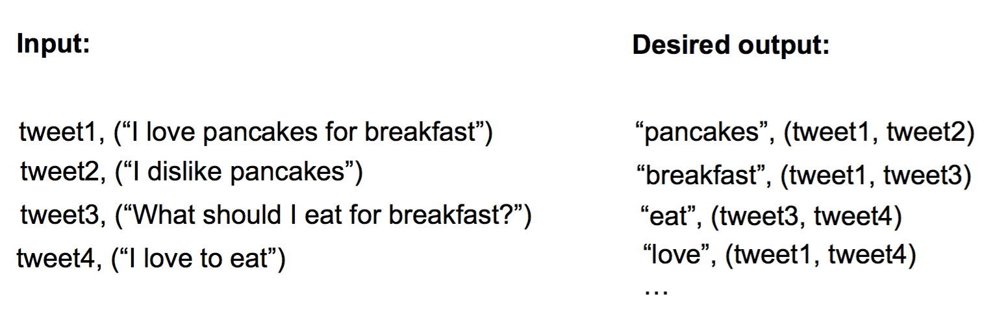 Input:
tweet1, (“I love pancakes for breakfast”)
tweet2, (“I dislike pancakes”)
tweet3, (“What should I eat for breakfast?”)
tweet4, (“I love to eat”)
Desired output:
“pancakes”, (tweet1, tweet2)
“breakfast”, (tweet1, tweet3)
“eat”, (tweet3, tweet4)
“love”, (tweet1, tweet4)
…